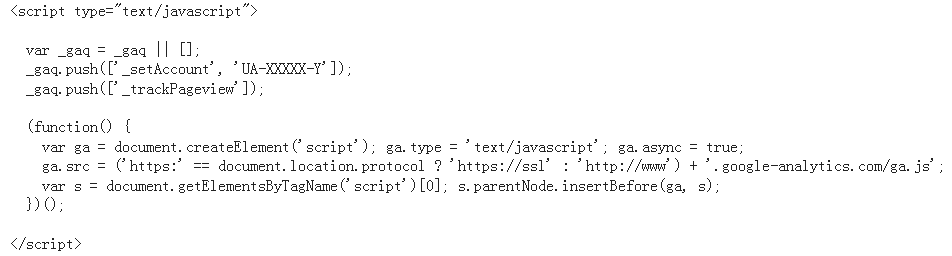 <script type="text/javascript">
var _gaq = _gaq || [];
_gaq.push(['_setAccount', 'UA-XXXXX-Y']);
_gaq.push(['_trackPageview']);
(function() {
var ga = document.createElement('script'); ga.type = 'text/javascript'; ga.async = true;
ga.src = ('https:' == document.location.protocol ? 'https://ssl' : 'http://www') + '.google-analytics.com/ga.js';
var s = document.getElementsByTagName('script')[0]; s.parentNode.insertBefore(ga, s);
})();
</script>